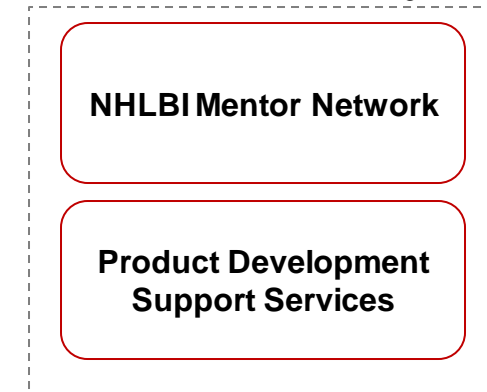 NHLBI Mentor Network
Product Development
Support Services